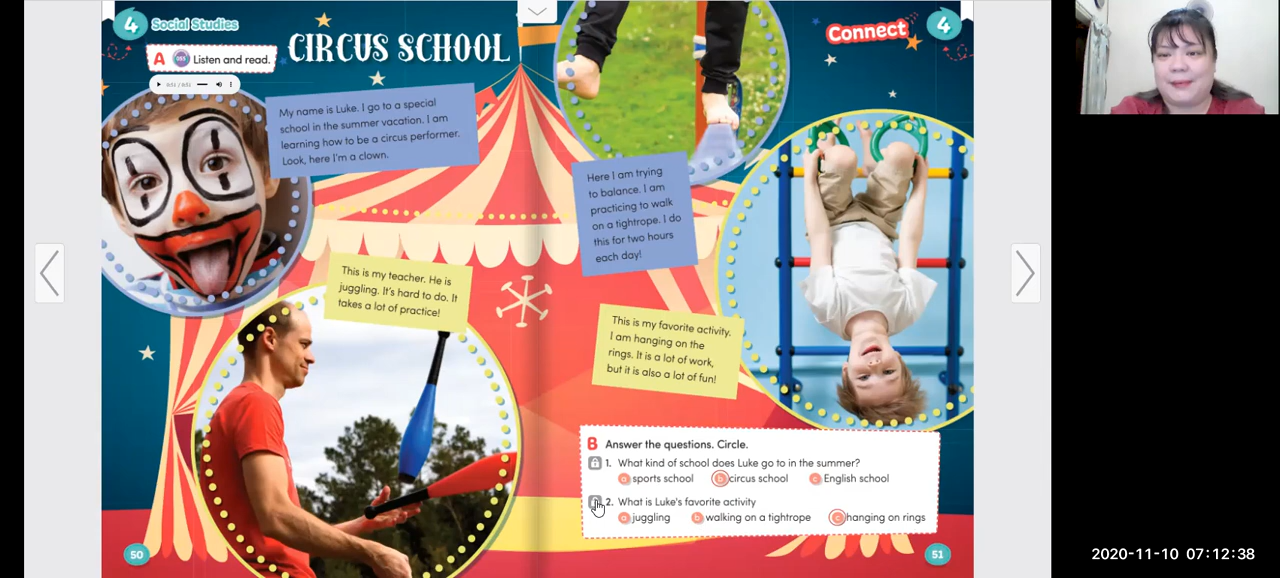 4 Social Studies
A 055 Listen and read.
CIRCUS SCHOOL
Connect 4
My name is Luke. I go to a special
school in the summer vacation. I am
learning how to be a circus performer.
Look, here I'm a clown.
This is my teacher. He is
juggling. It's hard to do. It
takes a lot of practice!
Here I am trying
to balance. I am
practicing to walk
on a tightrope. I do
this for two hours
each day!
This is my favorite activity.
I am hanging on the
rings. It is a lot of work,
but it is also a lot of fun!
B Answer the questions. Circle.
1. What kind of school does Luke go to in the summer?
a sports school b circus school c English school
2. What is Luke's favorite activity
a juggling b walking on a tightrope c hanging on rings
50
51
2020-11-10 07:12:38